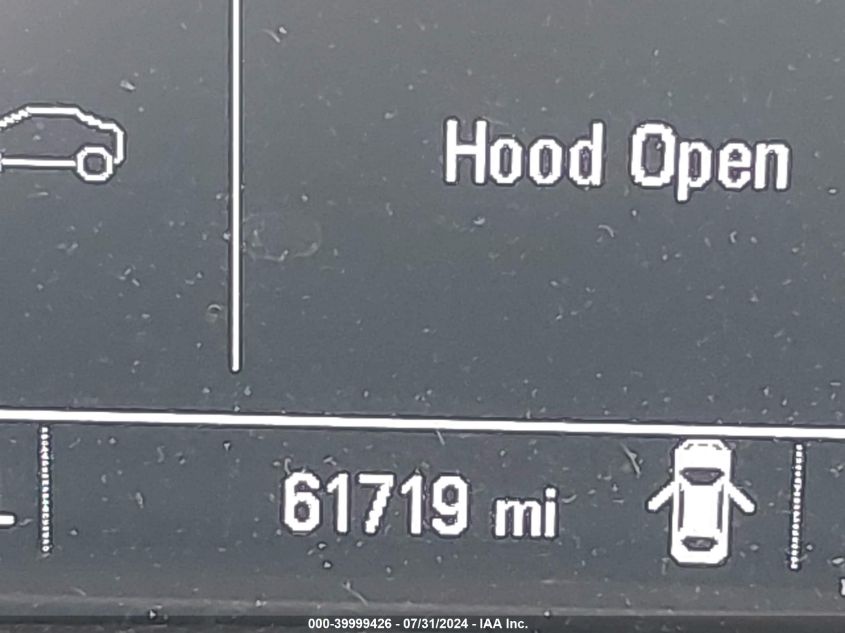 Hood Open
61719 mi
000-39999426 - 07/31/2024 - IAA Inc.